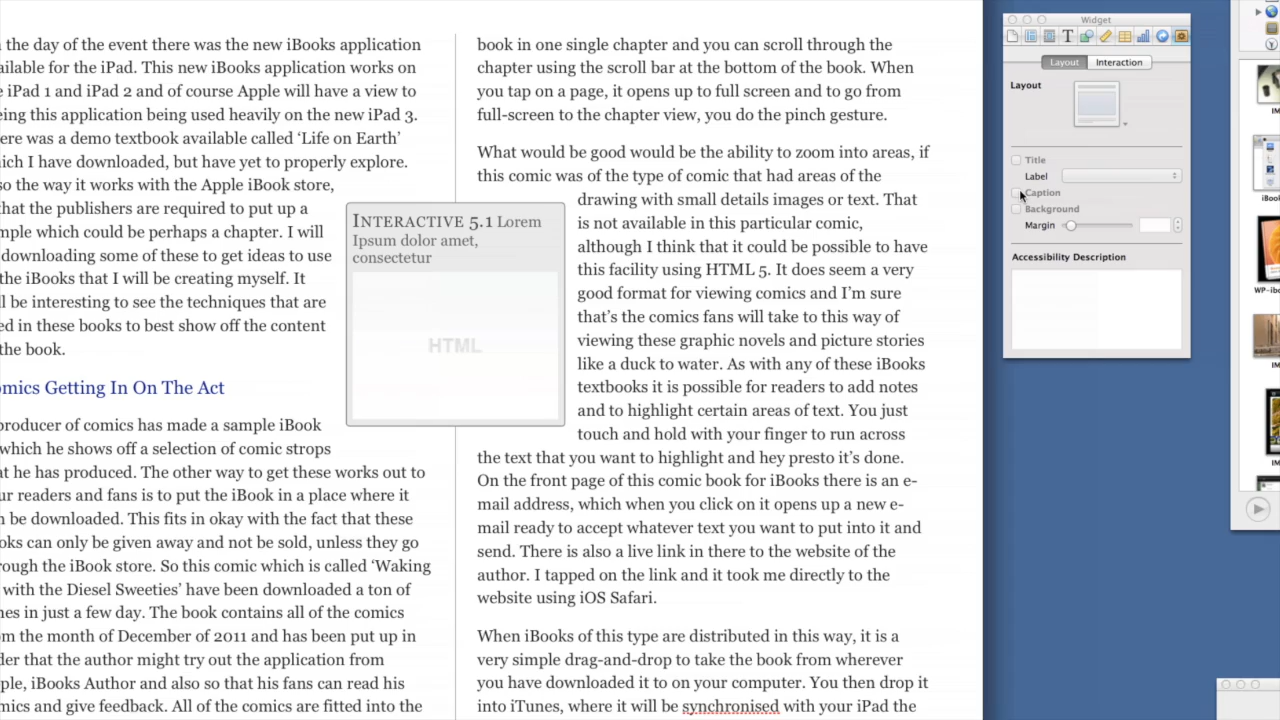 n the day of the event there was the new iBooks application
ailable for the iPad. This new iBooks application works on
e iPad 1 and iPad 2 and of course Apple will have a view to
eing this application being used heavily on the new iPad 3.
ere was a demo textbook available called ‘Life on Earth’
hich I have downloaded, but have yet to properly explore.
so the way it works with the Apple iBook store,
that the publishers are required to put up a
mple which could be perhaps a chapter. I will
downloading some of these to get ideas to use
the iBooks that I will be creating myself. It
ll be interesting to see the techniques that are
ed in these books to best show off the content
the book.
omics Getting In On The Act
producer of comics has made a sample iBook
which he shows off a selection of comic strops
at he has produced. The other way to get these works out to
ur readers and fans is to put the iBook in a place where it
n be downloaded. This fits in okay with the fact that these
oks can only be given away and not be sold, unless they go
rough the iBook store. So this comic which is called ‘Waking
with the Diesel Sweeties’ have been downloaded a ton of
nes in just a few day. The book contains all of the comics
om the month of December of 2011 and has been put up in
der that the author might try out the application from
ple, iBooks Author and also so that his fans can read his
mics and give feedback. All of the comics are fitted into the
INTERACTIVE 5.1 Lorem
Ipsum dolor amet,
consectetur
HTML
book in one single chapter and you can scroll through the
chapter using the scroll bar at the bottom of the book. When
you tap on a page, it opens up to full screen and to go from
full-screen to the chapter view, you do the pinch gesture.
What would be good would be the ability to zoom into areas, if
this comic was of the type of comic that had areas of the
drawing with small details images or text. That
is not available in this particular comic,
although I think that it could be possible to have
this facility using HTML 5. It does seem a very
good format for viewing comics and I’m sure
that’s the comics fans will take to this way of
viewing these graphic novels and picture stories
like a duck to water. As with any of these iBooks
textbooks it is possible for readers to add notes
and to highlight certain areas of text. You just
touch and hold with your finger to run across
the text that you want to highlight and hey presto it’s done.
On the front page of this comic book for iBooks there is an e-
mail address, which when you click on it opens up a new e-
mail ready to accept whatever text you want to put into it and
send. There is also a live link in there to the website of the
author. I tapped on the link and it took me directly to the
website using iOS Safari.
When iBooks of this type are distributed in this way, it is a
very simple drag-and-drop to take the book from wherever
you have downloaded it to on your computer. You then drop it
into iTunes, where it will be synchronised with your iPad the
Widget
T
Layout Interaction
Layout
Title
Label
Caption
Background
Margin
Accessibility Description
IM
iBook
WP-ibo
IM
IM